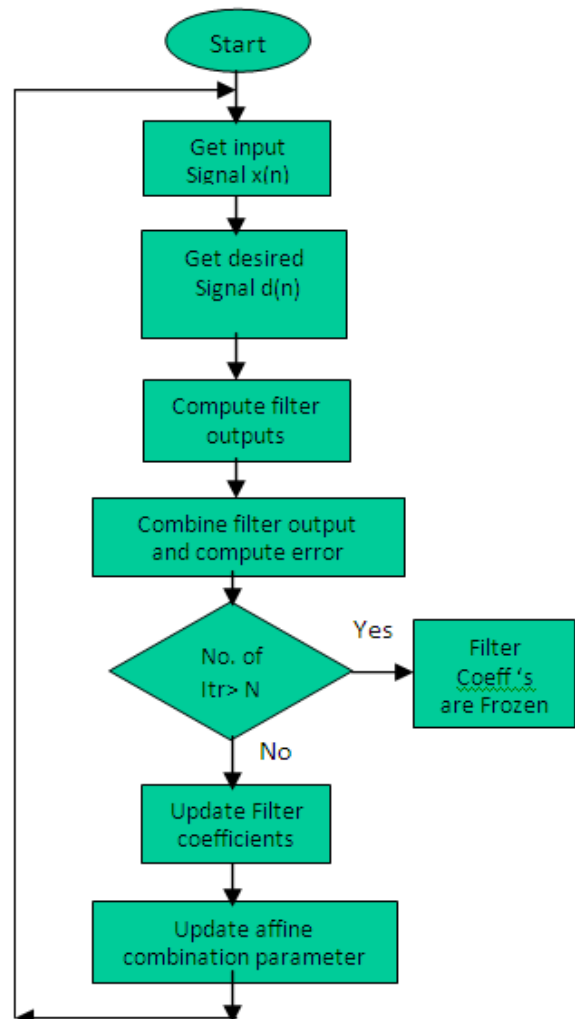 Start
Get input
Signal x(n)
Get desired
Signal d(n)
Compute filter
outputs
Combine filter output
and compute error
No. of
Itr> N
Yes
Filter
Coeff 's
are Frozen
No
Update Filter
coefficients
Update affine
combination parameter